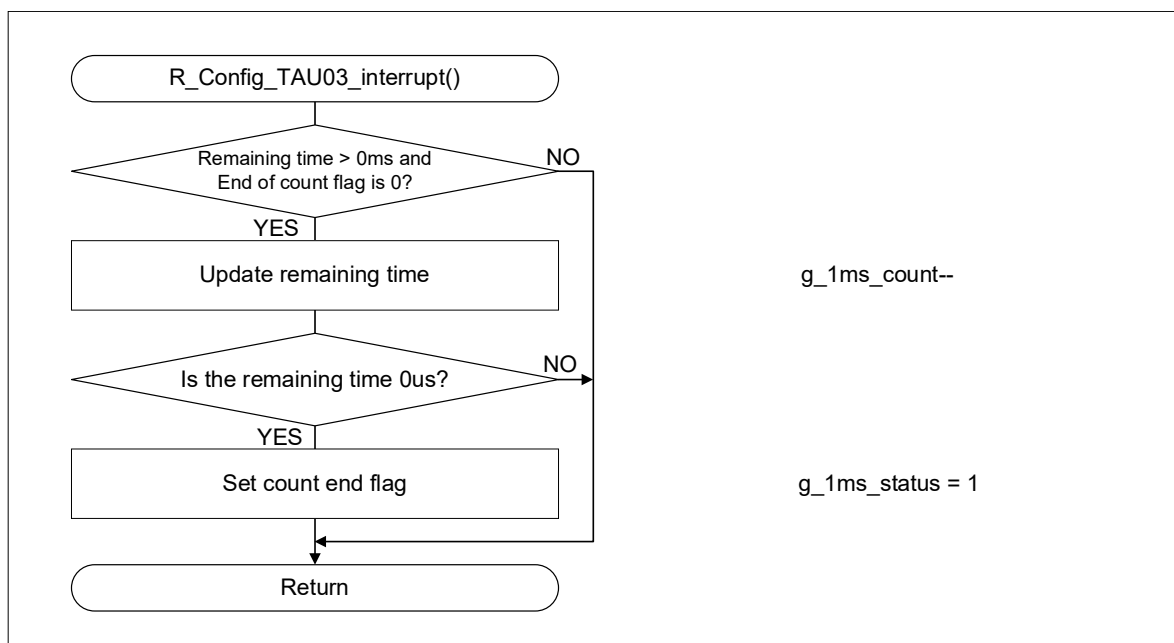 R_Config_TAU03_interrupt()
Remaining time > 0ms and
End of count flag is 0?
NO
YES
Update remaining time
g_1ms_count--
Is the remaining time 0us?
NO
YES
Set count end flag
g_1ms_status = 1
Return